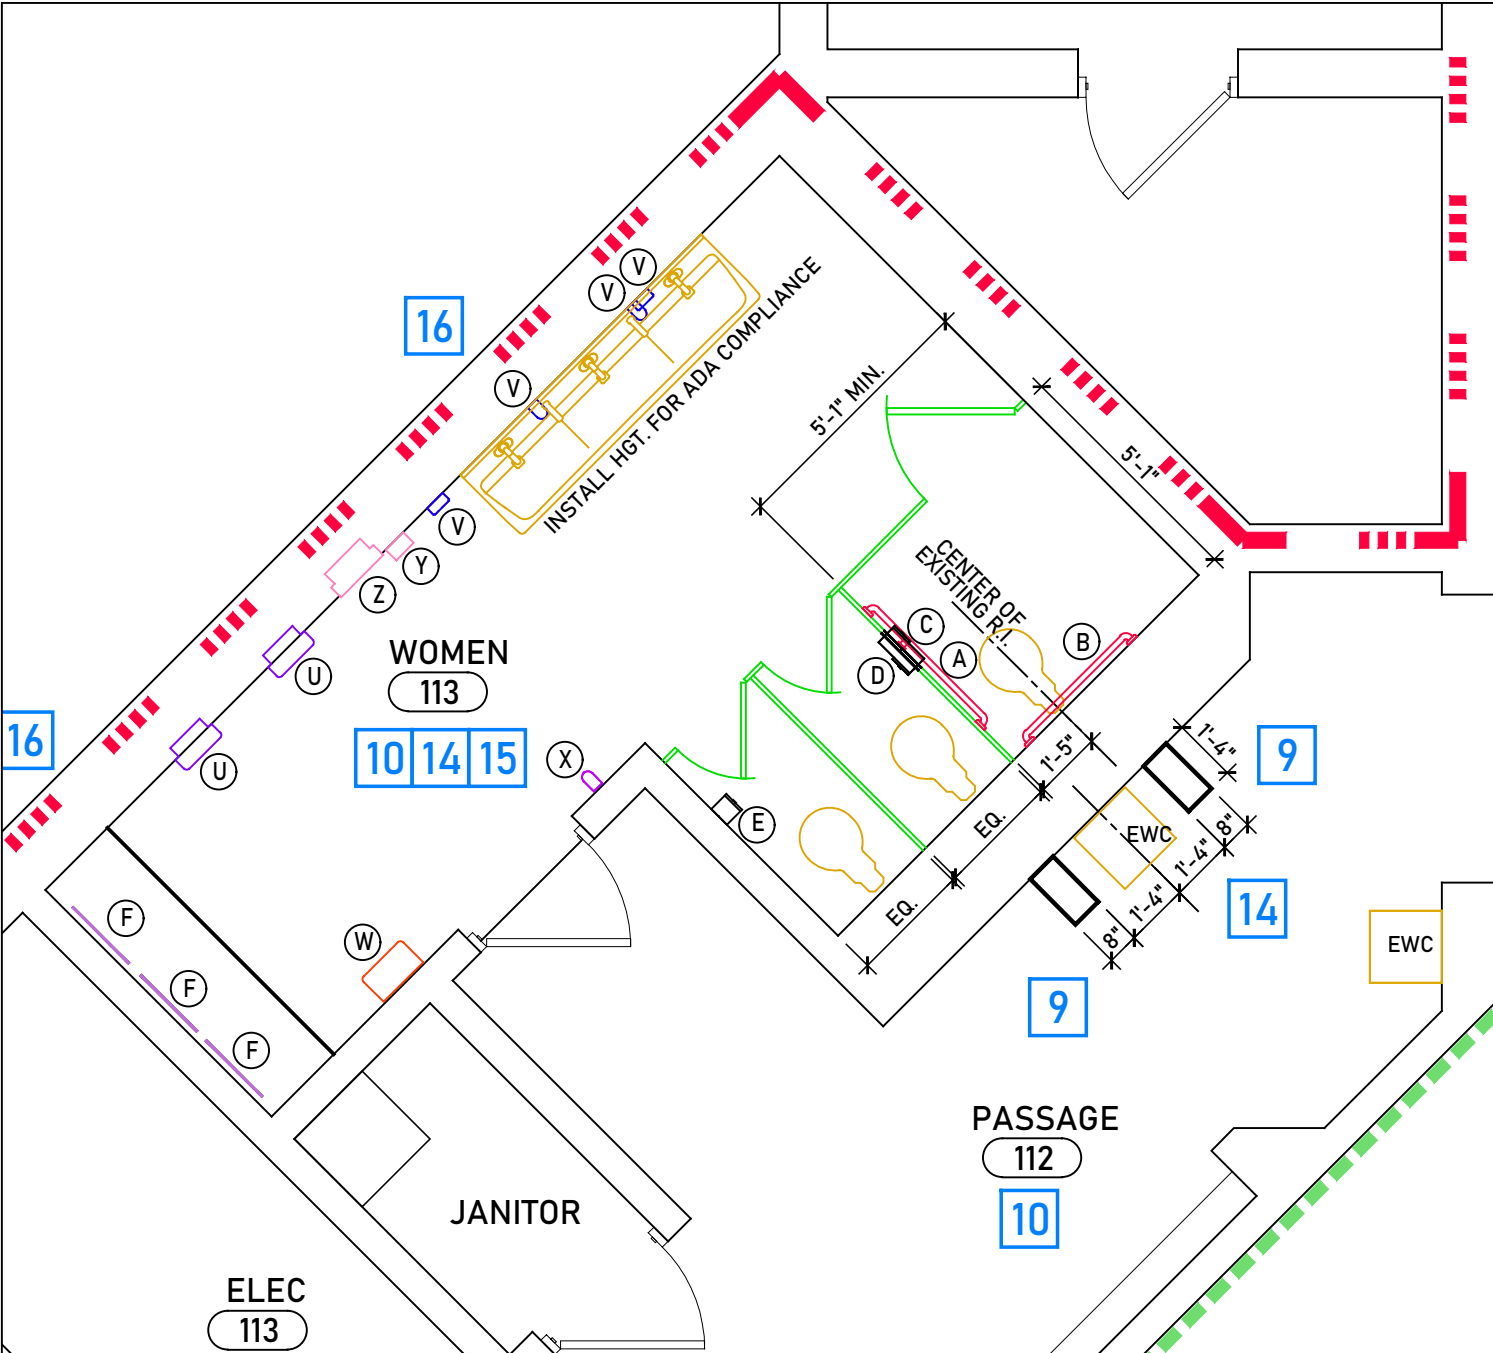 V
V
16
V
INSTALL HGT. FOR ADA COMPLIANCE
5'-1" MIN.
5'-1"
V
Y
Z
CENTER OF
EXISTING R.I.
C
A
B
D
WOMEN
113
U
U
10 14 15
16
X
E
1'-5"
EQ.
EQ.
1'-4"
9
EWC
8"
1'-4"
1'-4"
8"
14
EWC
9
F
F
F
W
PASSAGE
112
10
JANITOR
ELEC
113